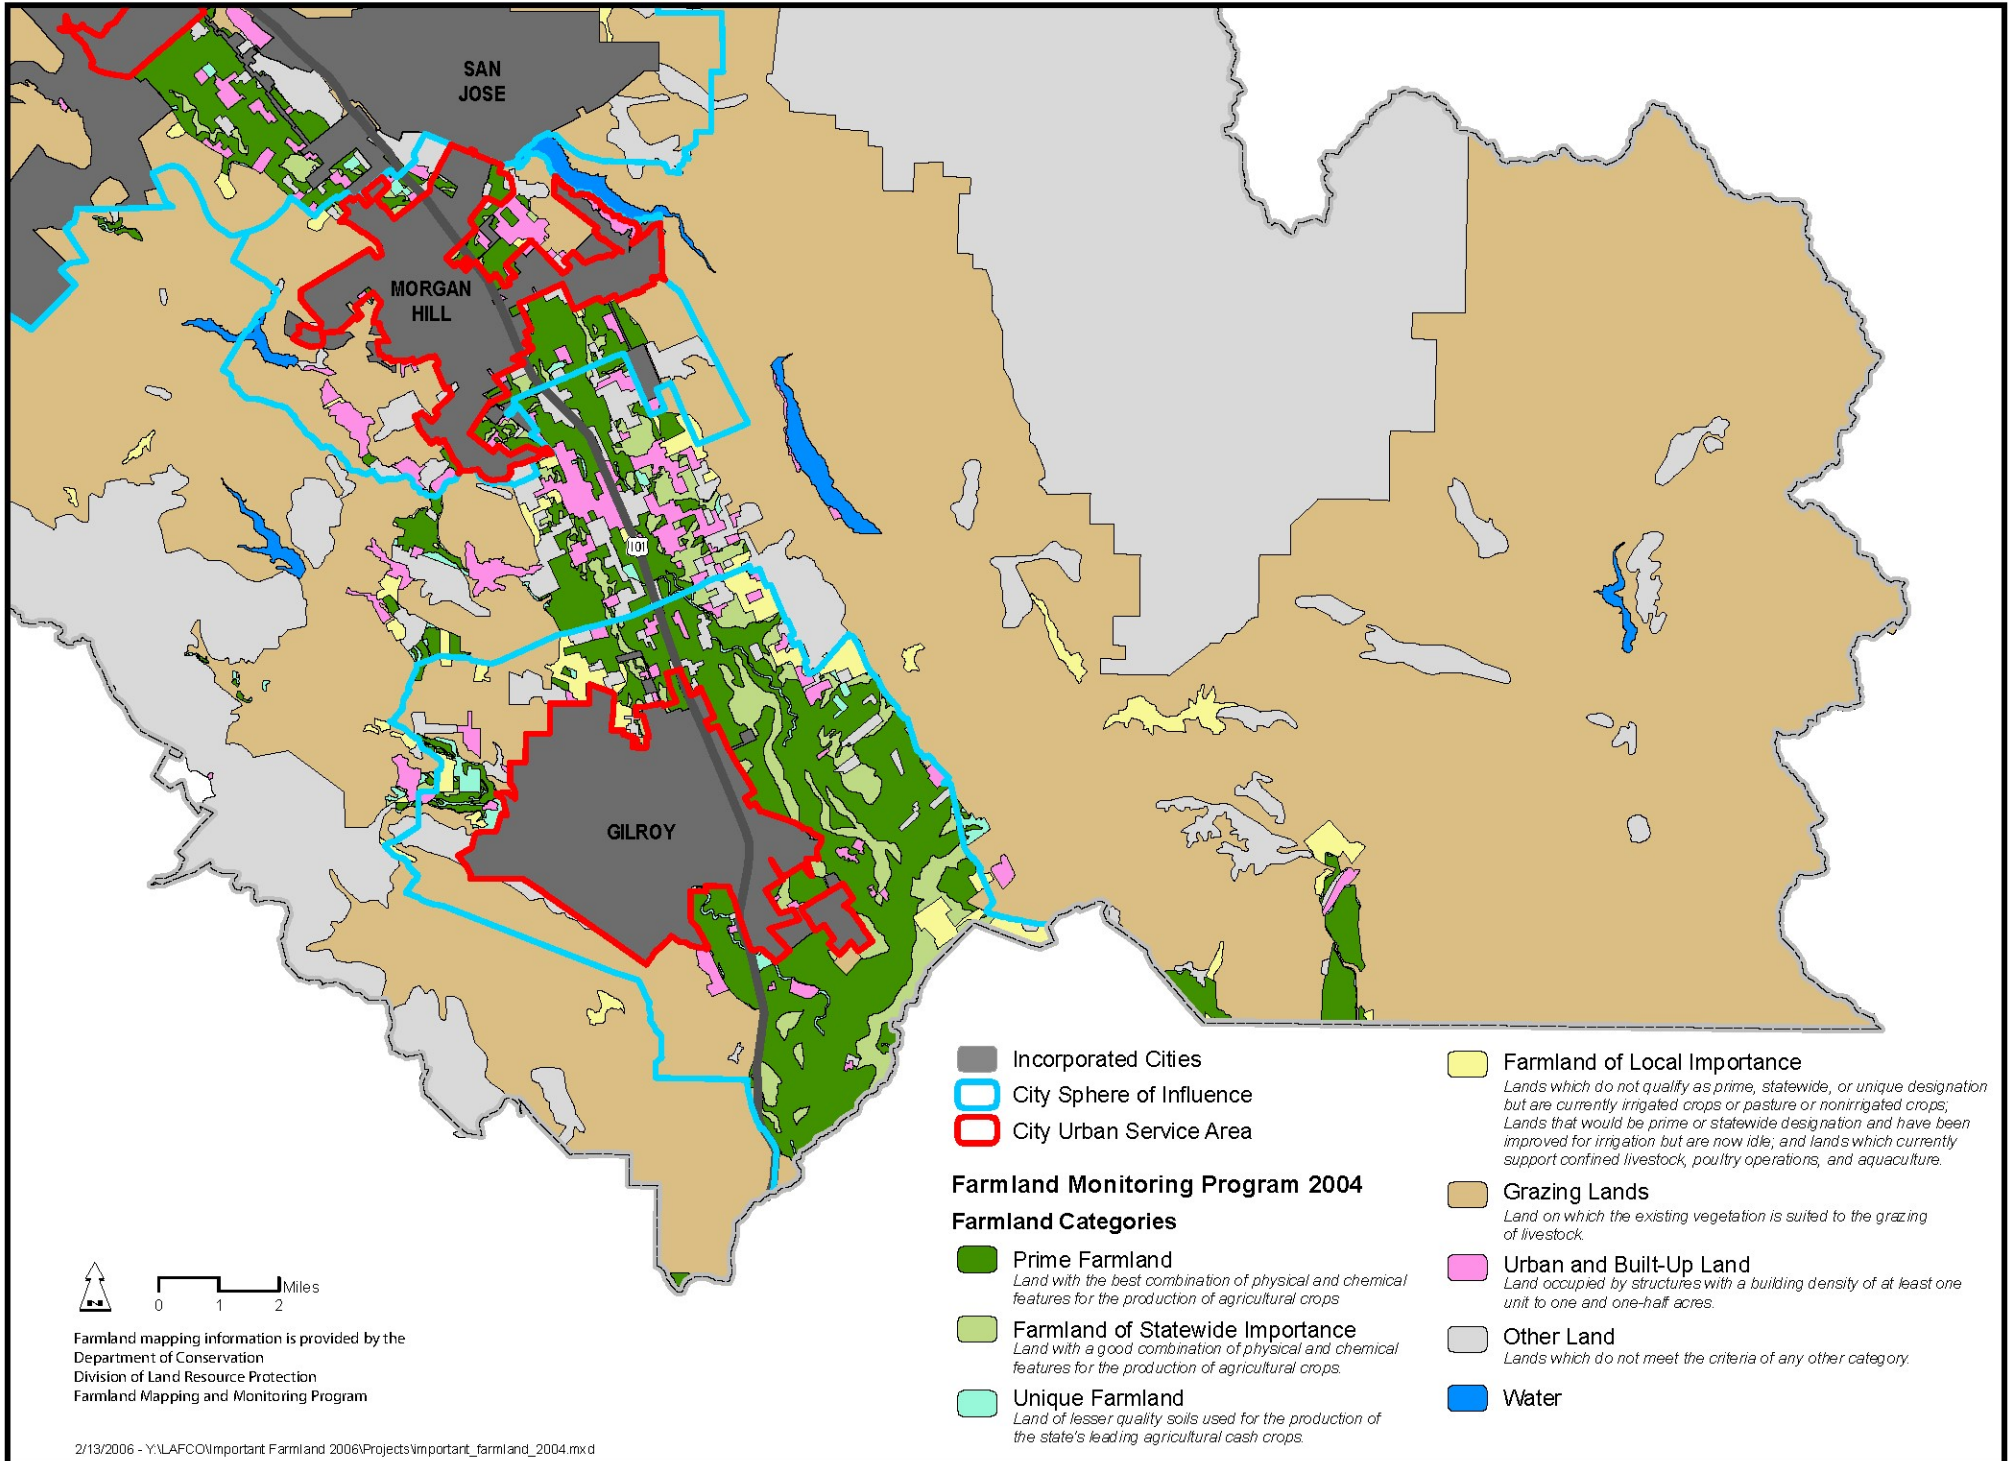 SAN
JOSE
MORGAN
HILL
101
GILROY
Incorporated Cities
City Sphere of Influence
City Urban Service Area
Farmland Monitoring Program 2004
Farmland Categories
Prime Farmland
Land with the best combination of physical and chemical
features for the production of agricultural crops
Farmland of Statewide Importance
Land with a good combination of physical and chemical
features for the production of agricultural crops.
Unique Farmland
Land of lesser quality soils used for the production of
the state's leading agricultural cash crops.
Farmland of Local Importance
Lands which do not qualify as prime, statewide, or unique designation
but are currently irrigated crops or pasture or nonirrigated crops;
Lands that would be prime or statewide designation and have been
improved for irrigation but are now idle; and lands which currently
support confined livestock, poultry operations, and aquaculture.
Grazing Lands
Land on which the existing vegetation is suited to the grazing
of livestock.
Urban and Built-Up Land
Land occupied by structures with a building density of at least one
unit to one and one-half acres.
Other Land
Lands which do not meet the criteria of any other category.
Water
N
Miles
0 1 2
Farmland mapping information is provided by the
Department of Conservation
Division of Land Resource Protection
Farmland Mapping and Monitoring Program
2/13/2006 - Y:\LAFCO\Important Farmland 2006\Projects\important_farmland_2004.mxd